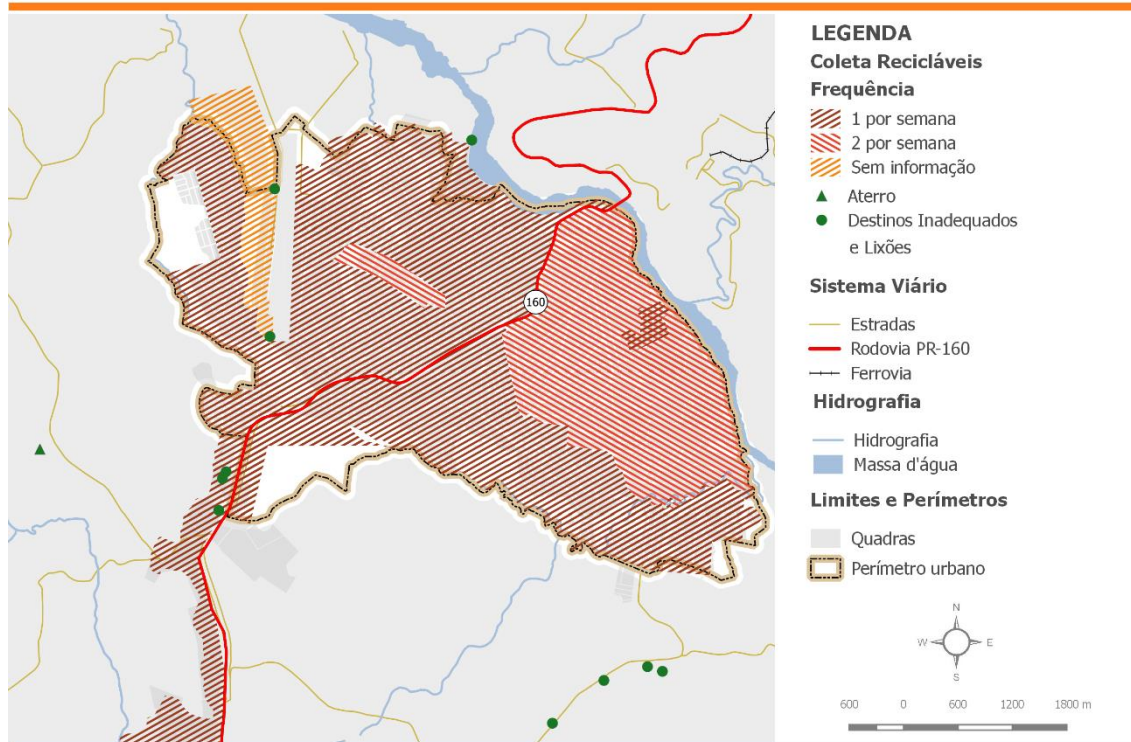 LEGENDA
Coleta Recicláveis
Frequência
1 por semana
2 por semana
Sem informação
Aterro
Destinos Inadequados
e Lixões
Sistema Viário
Estradas
Rodovia PR-160
Ferrovia
Hidrografia
Hidrografia
Massa d'água
Limites e Perímetros
Quadras
Perímetro urbano
160
N
W E
S
600 0 600 1200 1800 m